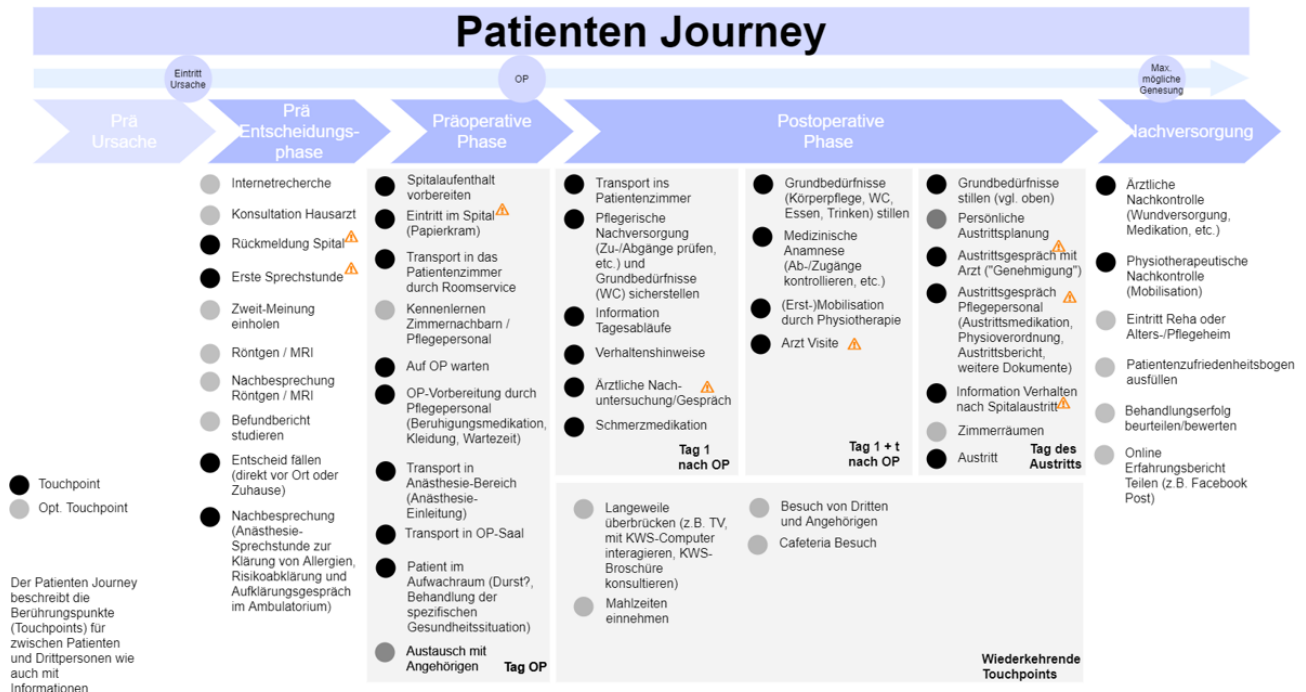 Patienten Journey
Eintritt
Ursache
OP
Max.
mögliche
Genesung
Prä
Ursache
Prä
Entscheidungs-
phase
Präoperative
Phase
Postoperative
Phase
Nachversorgung
Internetrecherche
Konsultation Hausarzt
Rückmeldung Spital
Erste Sprechstunde
Zweit-Meinung
einholen
Röntgen / MRI
Nachbesprechung
Röntgen / MRI
Befundbericht
studieren
Entscheid fällen
(direkt vor Ort oder
Zuhause)
Nachbesprechung
(Anästhesie-
Sprechstunde zur
Klärung von Allergien,
Risikoabklärung und
Aufklärungsgespräch
im Ambulatorium)
Spitalaufenthalt
vorbereiten
Eintritt im Spital
(Papierkram)
Transport in das
Patientenzimmer
durch Roomservice
Kennenlernen
Zimmernachbarn /
Pflegepersonal
Auf OP warten
OP-Vorbereitung durch
Pflegepersonal
(Beruhigungsmedikation,
Kleidung, Wartezeit)
Transport in
Anästhesie-Bereich
(Anästhesie-
Einleitung)
Transport in OP-Saal
Patient im
Aufwachraum (Durst?,
Behandlung der
spezifischen
Gesundheitssituation)
Austausch mit
Angehörigen
Tag OP
Transport ins
Patientenzimmer
Pflegerische
Nachversorgung
(Zu-/Abgänge prüfen,
etc.) und
Grundbedürfnisse
(WC) sicherstellen
Information
Tagesabläufe
Verhaltenshinweise
Ärztliche Nach-
untersuchung/Gespräch
Schmerzmedikation
Tag 1
nach OP
Grundbedürfnisse
(Körperpflege, WC,
Essen, Trinken) stillen
Medizinische
Anamnese
(Ab-/Zugänge
kontrollieren, etc.)
(Erst-)Mobilisation
durch Physiotherapie
Arzt Visite
Tag 1 + t
nach OP
Grundbedürfnisse
stillen (vgl. oben)
Persönliche
Austrittsplanung
Austrittsgespräch mit
Arzt ("Genehmigung")
Austrittsgespräch
Pflegepersonal
(Austrittsmedikation,
Physioverordnung,
Austrittsbericht,
weitere Dokumente)
Information Verhalten
nach Spitalaustritt
Zimmerräumen
Austritt
Tag des
Austritts
Langeweile
überbrücken (z.B. TV,
mit KWS-Computer
interagieren, KWS-
Broschüre
konsultieren)
Mahlzeiten
einnehmen
Besuch von Dritten
und Angehörigen
Cafeteria Besuch
Wiederkehrende
Touchpoints
Ärztliche
Nachkontrolle
(Wundversorgung,
Medikation, etc.)
Physiotherapeutische
Nachkontrolle
(Mobilisation)
Eintritt Reha oder
Alters-/Pflegeheim
Patientenzufriedenheitsbogen
ausfüllen
Behandlungserfolg
beurteilen/bewerten
Online
Erfahrungsbericht
Teilen (z.B. Facebook
Post)
Touchpoint
Opt. Touchpoint
Der Patienten Journey
beschreibt die
Berührungspunkte
(Touchpoints) für
zwischen Patienten
und Drittpersonen wie
auch mit
Informationen